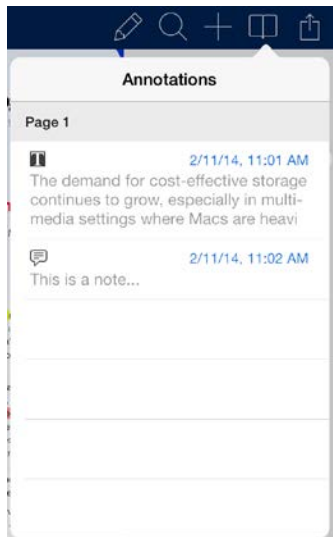 Annotations
Page 1
2/11/14, 11:01 AM
The demand for cost-effective storage
continues to grow, especially in multi-
media settings where Macs are heavi
2/11/14, 11:02 AM
This is a note...